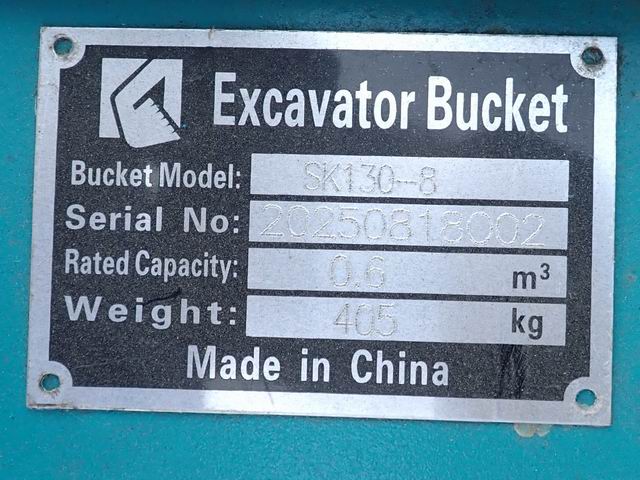 Excavator Bucket
Bucket Model: SK130-8
Serial No: 20250818002
Rated Capacity: 0.6 m³
Weight: 405 kg
Made in China